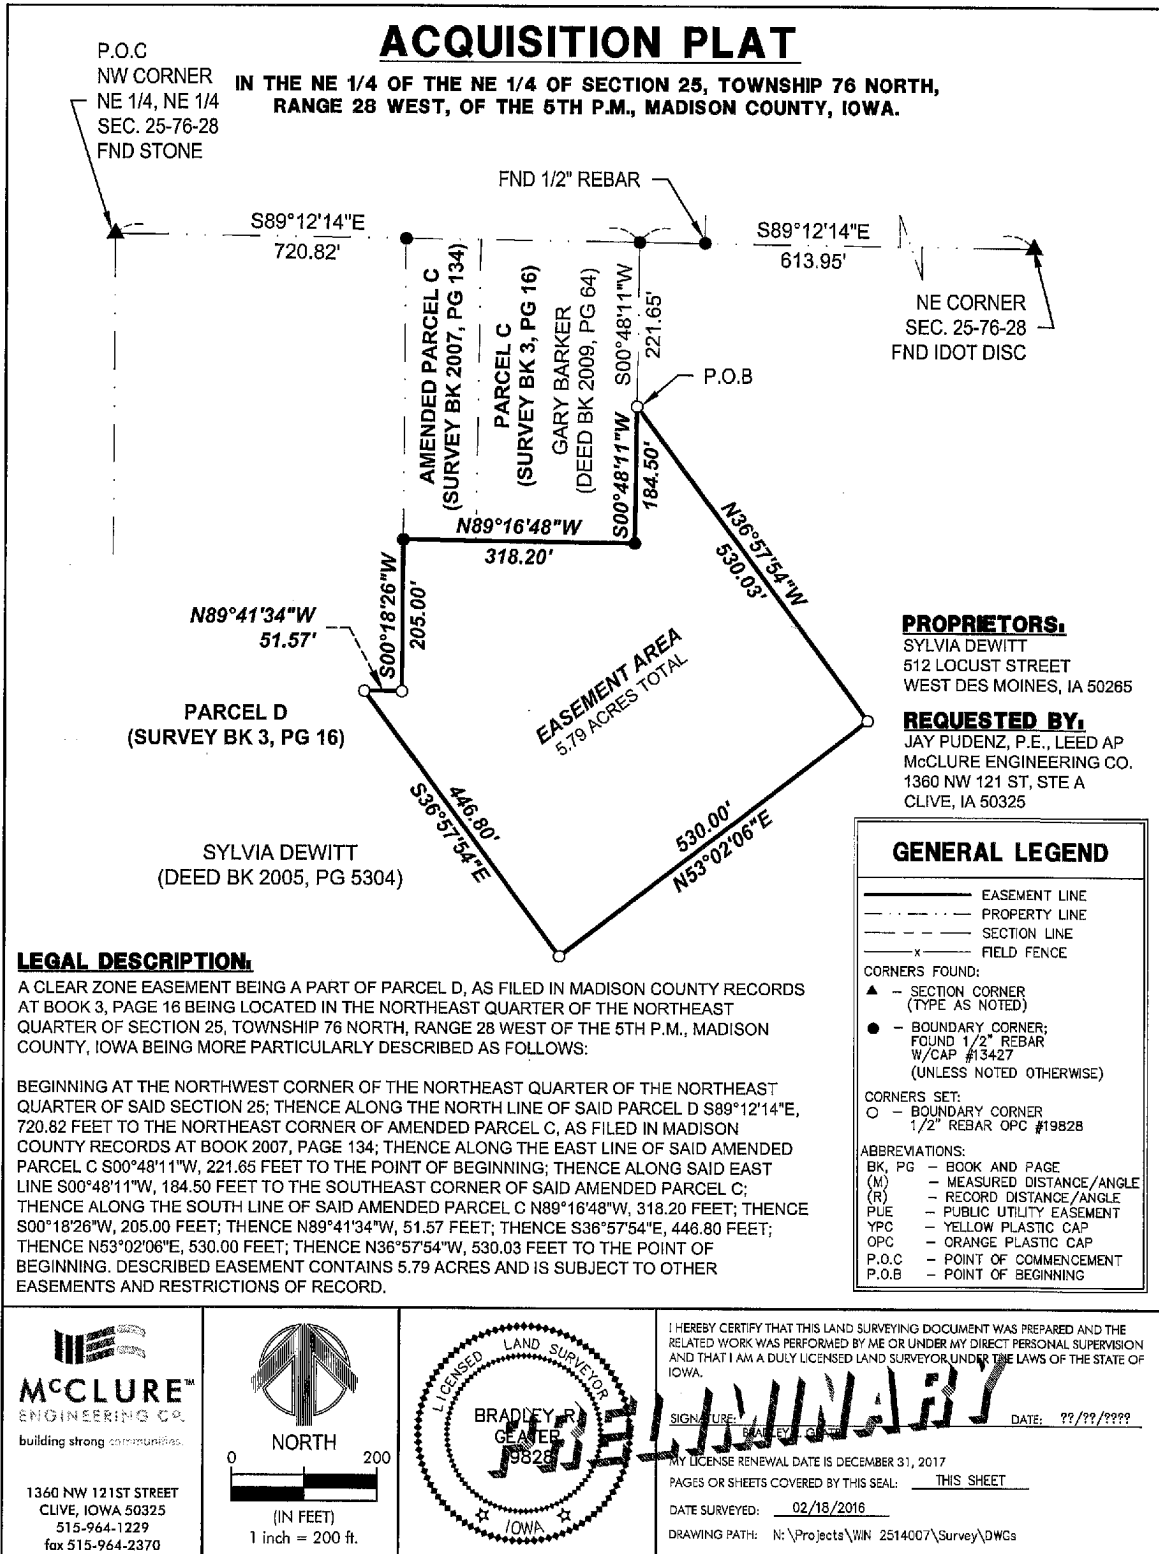 ACQUISITION PLAT
IN THE NE 1/4 OF THE NE 1/4 OF SECTION 25, TOWNSHIP 76 NORTH,
RANGE 28 WEST, OF THE 5TH P.M., MADISON COUNTY, IOWA.
P.O.C
NW CORNER
NE 1/4, NE 1/4
SEC. 25-76-28
FND STONE
FND 1/2" REBAR
S89°12'14"E
720.82'
S89°12'14"E
613.95'
NE CORNER
SEC. 25-76-28
FND IDOT DISC
AMENDED PARCEL C
(SURVEY BK 2007, PG 134)
PARCEL C
(SURVEY BK 3, PG 16)
GARY BARKER
(DEED BK 2009, PG 64)
S00°48'11"W
221.65'
P.O.B
S00°48'11"W
184.50'
N89°16'48"W
318.20'
N36°57'54"W
530.03'
S00°18'26"W
205.00'
N89°41'34"W
51.57'
EASEMENT AREA
5.79 ACRES TOTAL
PARCEL D
(SURVEY BK 3, PG 16)
446.80'
S36°57'54"E
530.00'
N53°02'06"E
SYLVIA DEWITT
(DEED BK 2005, PG 5304)
PROPRIETORS:
SYLVIA DEWITT
512 LOCUST STREET
WEST DES MOINES, IA 50265
REQUESTED BY:
JAY PUDENZ, P.E., LEED AP
McCLURE ENGINEERING CO.
1360 NW 121 ST, STE A
CLIVE, IA 50325
GENERAL LEGEND
EASEMENT LINE
PROPERTY LINE
SECTION LINE
x FIELD FENCE
CORNERS FOUND:
▲ – SECTION CORNER
(TYPE AS NOTED)
● – BOUNDARY CORNER;
FOUND 1/2" REBAR
W/CAP #13427
(UNLESS NOTED OTHERWISE)
CORNERS SET:
○ – BOUNDARY CORNER
1/2" REBAR OPC #19828
ABBREVIATIONS:
BK, PG – BOOK AND PAGE
(M) – MEASURED DISTANCE/ANGLE
(R) – RECORD DISTANCE/ANGLE
PUE – PUBLIC UTILITY EASEMENT
YPC – YELLOW PLASTIC CAP
OPC – ORANGE PLASTIC CAP
P.O.C – POINT OF COMMENCEMENT
P.O.B – POINT OF BEGINNING
LEGAL DESCRIPTION:
A CLEAR ZONE EASEMENT BEING A PART OF PARCEL D, AS FILED IN MADISON COUNTY RECORDS
AT BOOK 3, PAGE 16 BEING LOCATED IN THE NORTHEAST QUARTER OF THE NORTHEAST
QUARTER OF SECTION 25, TOWNSHIP 76 NORTH, RANGE 28 WEST OF THE 5TH P.M., MADISON
COUNTY, IOWA BEING MORE PARTICULARLY DESCRIBED AS FOLLOWS:
BEGINNING AT THE NORTHWEST CORNER OF THE NORTHEAST QUARTER OF THE NORTHEAST
QUARTER OF SAID SECTION 25; THENCE ALONG THE NORTH LINE OF SAID PARCEL D S89°12'14"E,
720.82 FEET TO THE NORTHEAST CORNER OF AMENDED PARCEL C, AS FILED IN MADISON
COUNTY RECORDS AT BOOK 2007, PAGE 134; THENCE ALONG THE EAST LINE OF SAID AMENDED
PARCEL C S00°48'11"W, 221.65 FEET TO THE POINT OF BEGINNING; THENCE ALONG SAID EAST
LINE S00°48'11"W, 184.50 FEET TO THE SOUTHEAST CORNER OF SAID AMENDED PARCEL C;
THENCE ALONG THE SOUTH LINE OF SAID AMENDED PARCEL C N89°16'48"W, 318.20 FEET; THENCE
S00°18'26"W, 205.00 FEET; THENCE N89°41'34"W, 51.57 FEET; THENCE S36°57'54"E, 446.80 FEET;
THENCE N53°02'06"E, 530.00 FEET; THENCE N36°57'54"W, 530.03 FEET TO THE POINT OF
BEGINNING. DESCRIBED EASEMENT CONTAINS 5.79 ACRES AND IS SUBJECT TO OTHER
EASEMENTS AND RESTRICTIONS OF RECORD.
McCLURE™
ENGINEERING CO.
building strong communities.
1360 NW 121ST STREET
CLIVE, IOWA 50325
515-964-1229
fax 515-964-2370
NORTH
0 200
(IN FEET)
1 inch = 200 ft.
LICENSED LAND SURVEYOR
BRADLEY R.
GEATER
19828
IOWA
PRELIMINARY
I HEREBY CERTIFY THAT THIS LAND SURVEYING DOCUMENT WAS PREPARED AND THE
RELATED WORK WAS PERFORMED BY ME OR UNDER MY DIRECT PERSONAL SUPERVISION
AND THAT I AM A DULY LICENSED LAND SURVEYOR UNDER THE LAWS OF THE STATE OF
IOWA.
SIGNATURE: DATE: ??/??/????
BRADLEY
MY LICENSE RENEWAL DATE IS DECEMBER 31, 2017
PAGES OR SHEETS COVERED BY THIS SEAL: THIS SHEET
DATE SURVEYED: 02/18/2016
DRAWING PATH: N:\Projects\WIN 2514007\Survey\DWGs